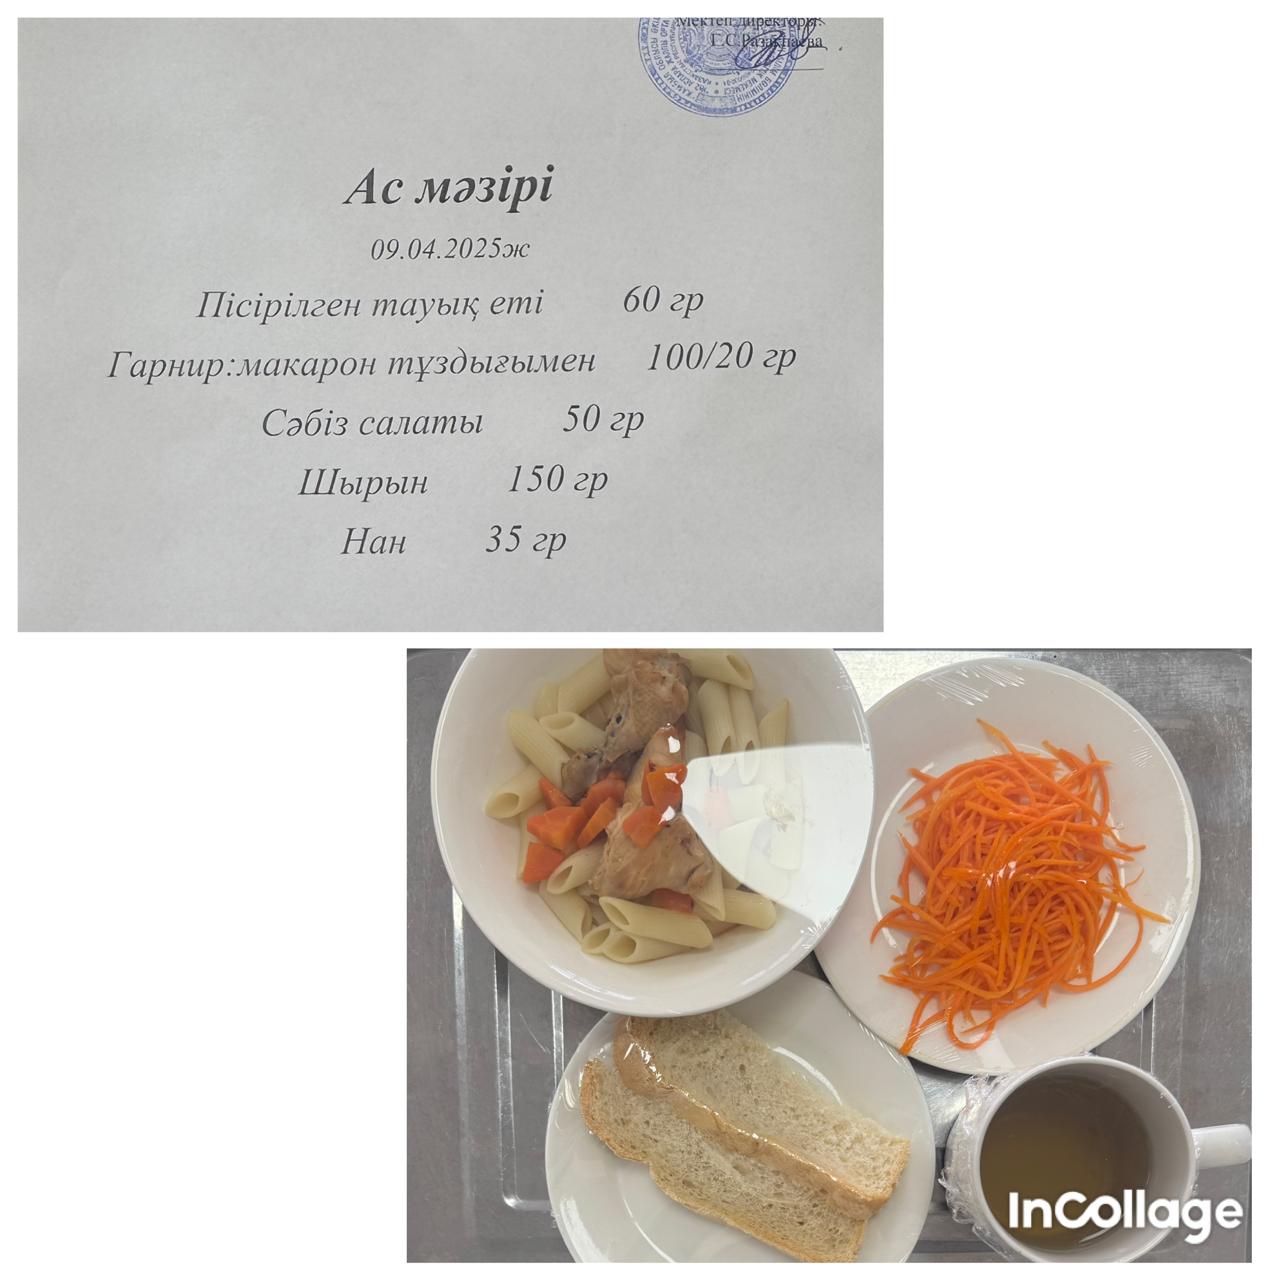 Мектеп директоры:
Г.С.Разақпаева
Ас мәзірі
09.04.2025ж
Пісірілген тауық еті 60 гр
Гарнир:макарон тұздығымен 100/20 гр
Сәбіз салаты 50 гр
Шырын 150 гр
Нан 35 гр
InCollage